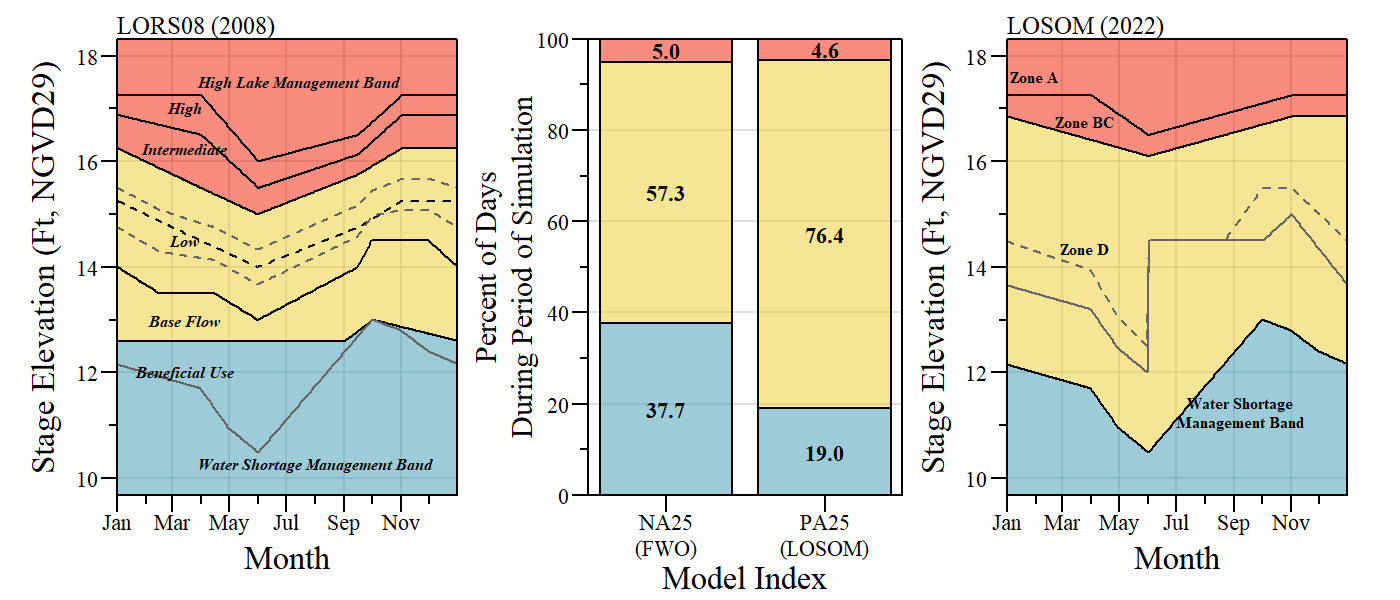 LORS08 (2008)
Stage Elevation (Ft, NGVD29)
18
16
14
12
10
High Lake Management Band
High
Intermediate
Low
Base Flow
Beneficial Use
Water Shortage Management Band
Jan
Mar
May
Jul
Sep
Nov
Month
Percent of Days
During Period of Simulation
100
80
60
40
20
0
5.0
57.3
37.7
4.6
76.4
19.0
NA25
(FWO)
PA25
(LOSOM)
Model Index
LOSOM (2022)
Stage Elevation (Ft, NGVD29)
18
16
14
12
10
Zone A
Zone BC
Zone D
Water Shortage
Management Band
Jan
Mar
May
Jul
Sep
Nov
Month